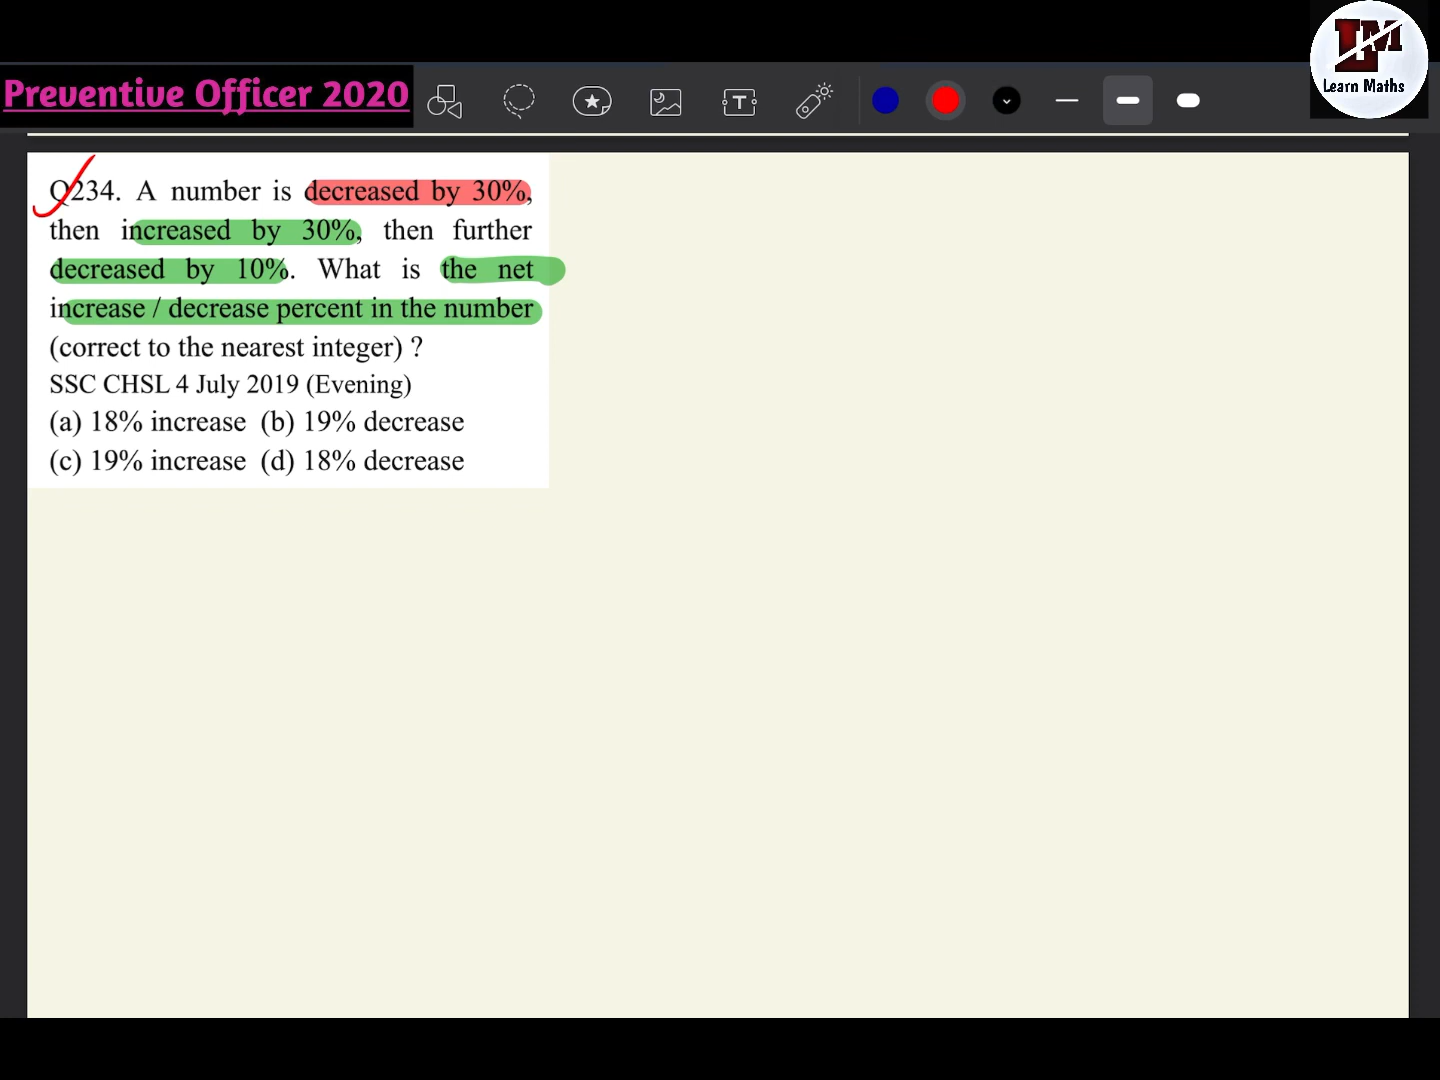 Preventive Officer 2020
T
LM
Learn Maths
Q234. A number is decreased by 30%,
then increased by 30%, then further
decreased by 10%. What is the net
increase / decrease percent in the number
(correct to the nearest integer) ?
SSC CHSL 4 July 2019 (Evening)
(a) 18% increase (b) 19% decrease
(c) 19% increase (d) 18% decrease